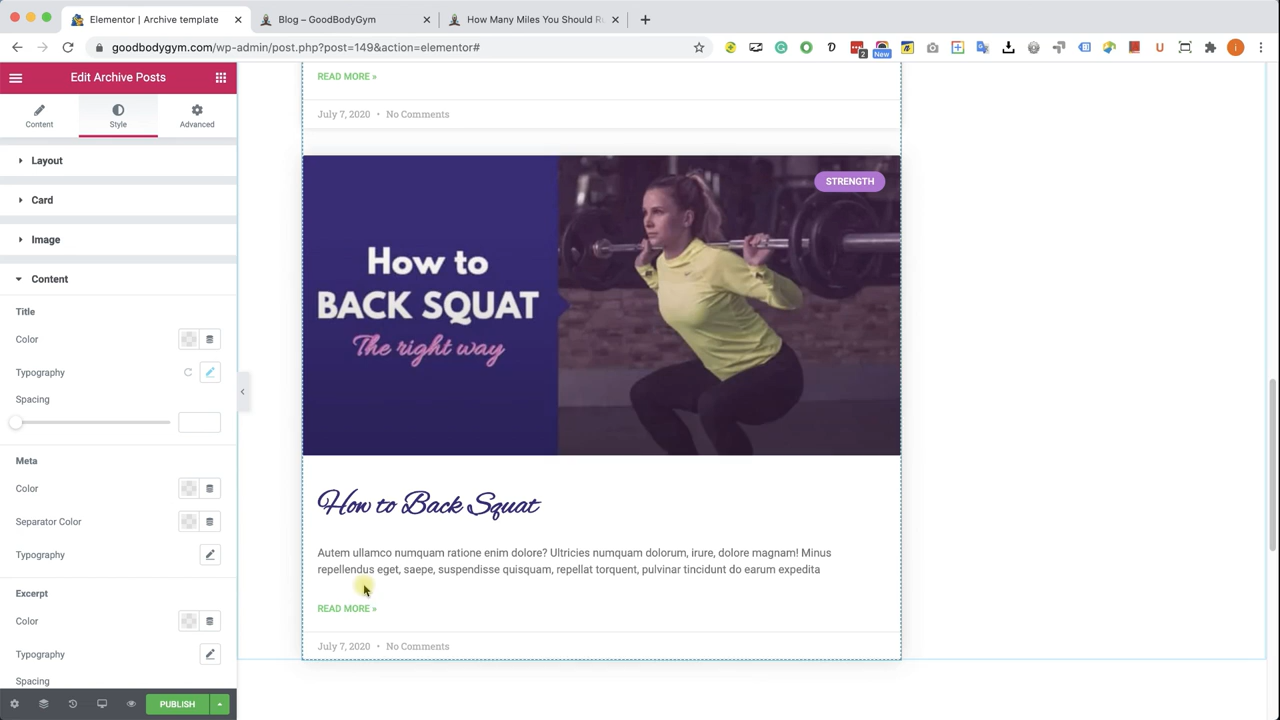 Elementor | Archive template
Blog – GoodBodyGym
How Many Miles You Should Ru
goodbodygym.com/wp-admin/post.php?post=149&action=elementor#
2
New
i
Edit Archive Posts
Content
Style
Advanced
Layout
Card
Image
Content
Title
Color
Typography
Spacing
Meta
Color
Separator Color
Typography
Excerpt
Color
Typography
Spacing
PUBLISH
READ MORE »
July 7, 2020 • No Comments
STRENGTH
How to
BACK SQUAT
The right way
How to Back Squat
Autem ullamco numquam ratione enim dolore? Ultricies numquam dolorum, irure, dolore magnam! Minus
repellendus eget, saepe, suspendisse quisquam, repellat torquent, pulvinar tincidunt do earum expedita
READ MORE »
July 7, 2020 • No Comments